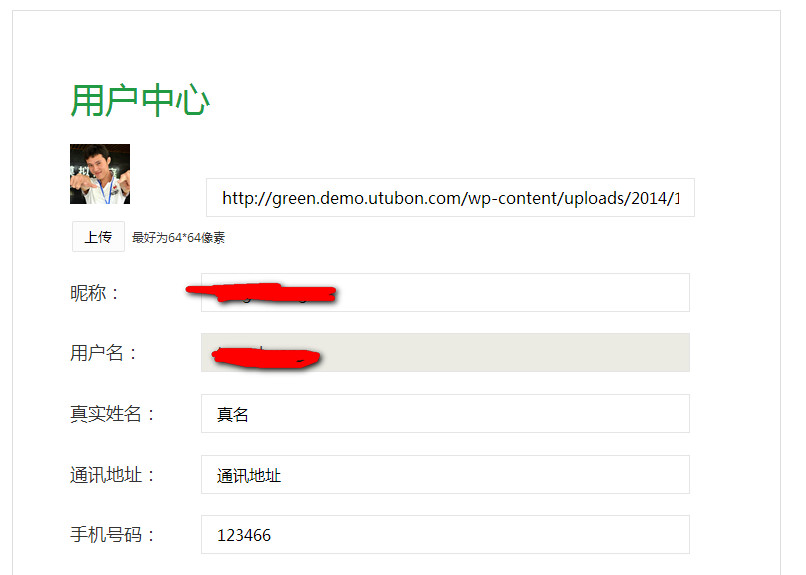 用户中心
http://green.demo.utubon.com/wp-content/uploads/2014/1
上传 最好为64*64像素
昵称：
用户名：
真实姓名： 真名
通讯地址： 通讯地址
手机号码： 123466